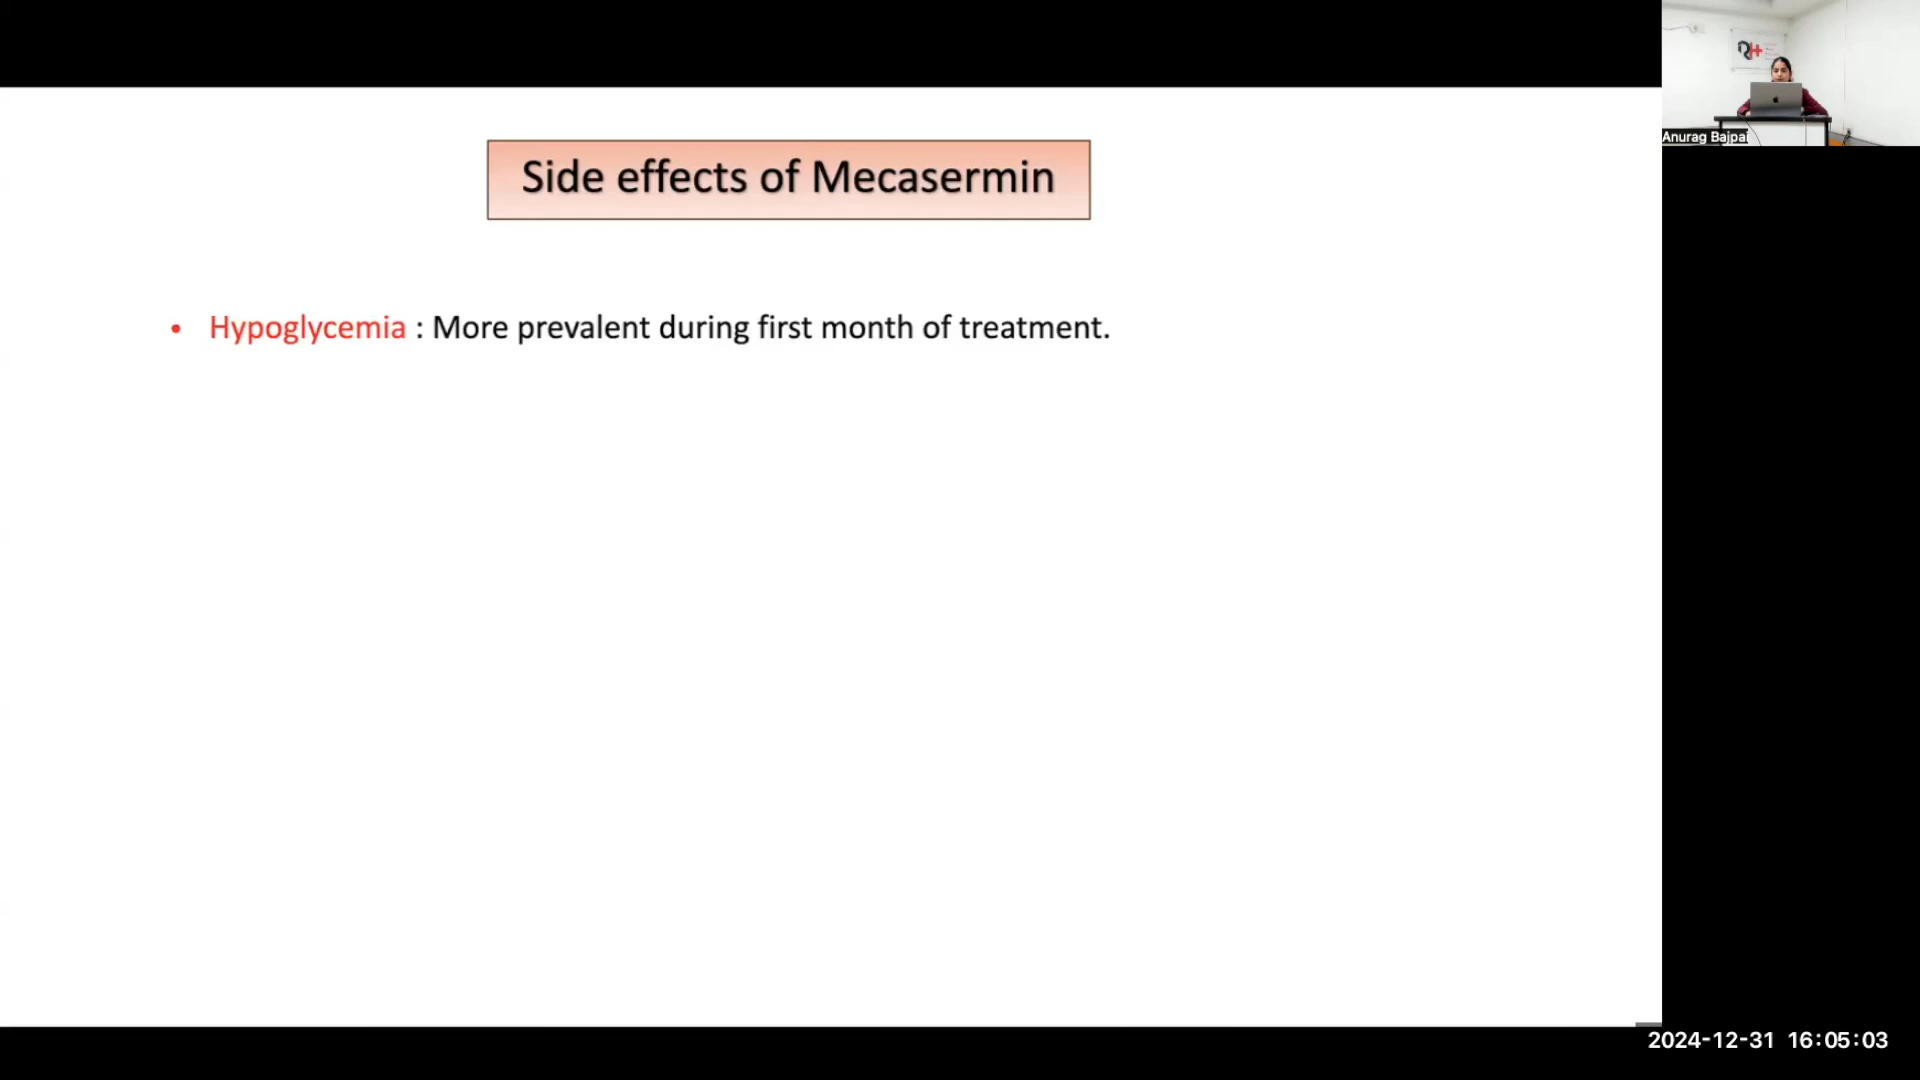 Side effects of Mecasermin
• Hypoglycemia : More prevalent during first month of treatment.
Anurag Bajpai
2024-12-31 16:05:03